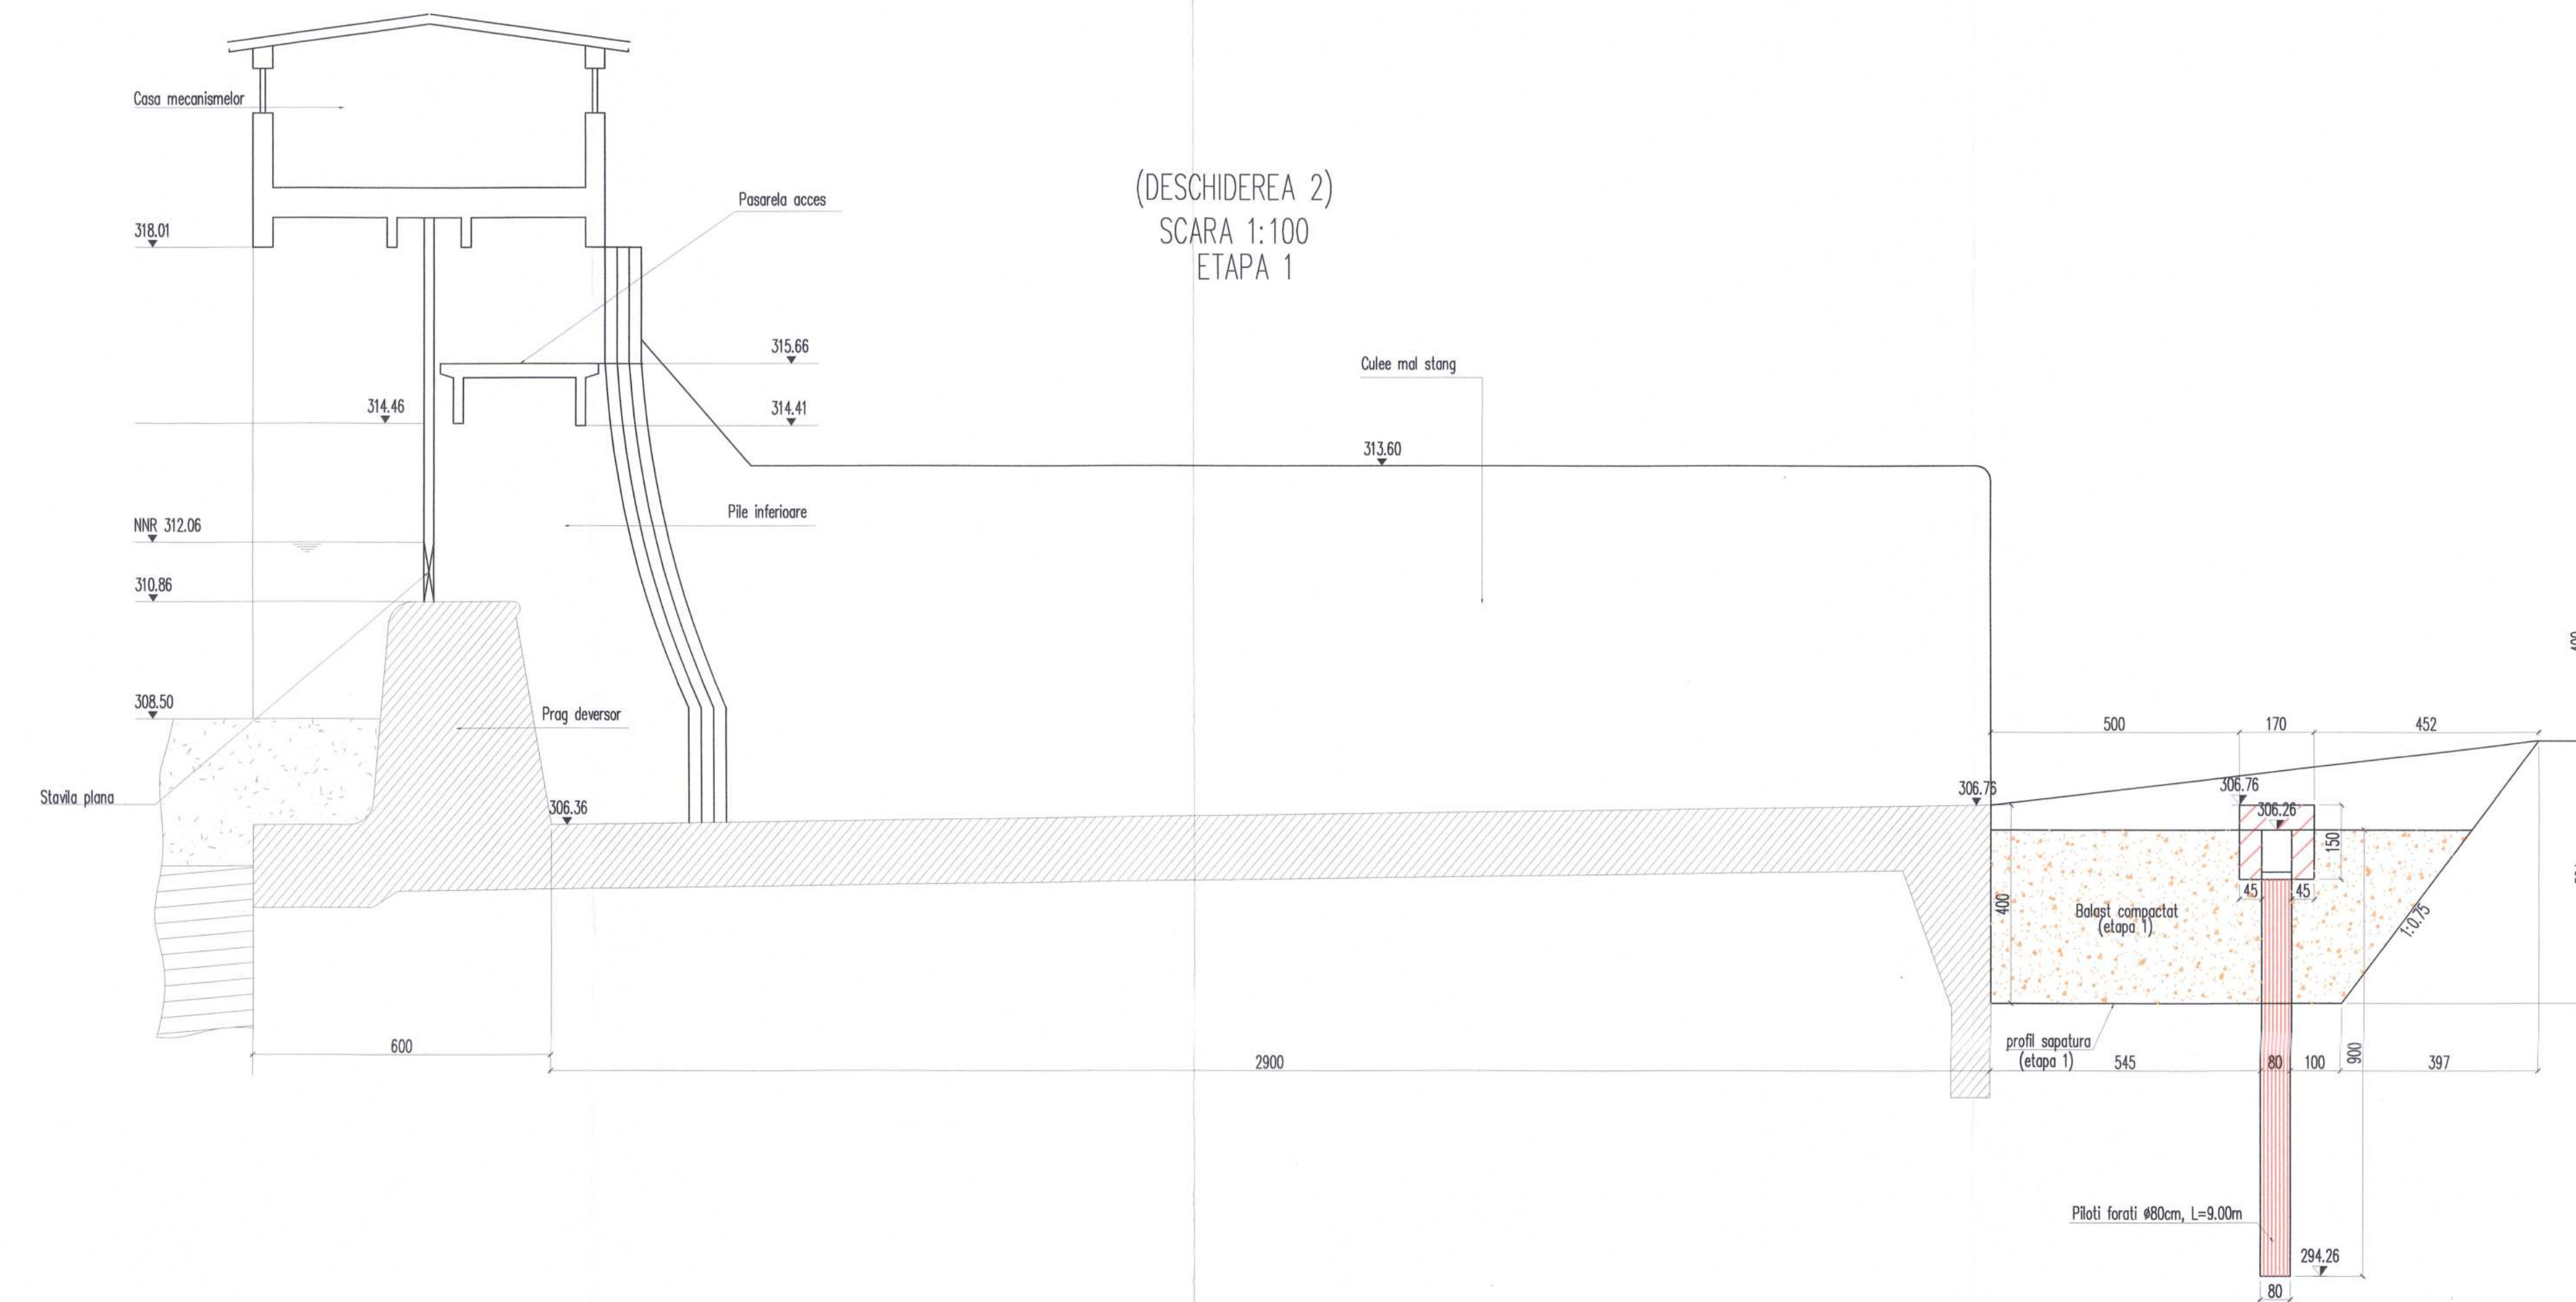 Casa mecanismelor
Pasarela acces
(DESCHIDEREA 2)
SCARA 1:100
ETAPA 1
318.01
315.66
Culee mal stang
314.46
314.41
313.60
NNR 312.06
Pile inferioare
310.86
308.50
Prag deversor
500
170
452
Stavila plana
306.36
306.76
306.76
306.26
150
45
45
400
Balast compactat
(etapa 1)
1:0.75
600
2900
profil sapatura
(etapa 1)
545
80
100
900
397
Piloti forati ø80cm, L=9.00m
294.26
80